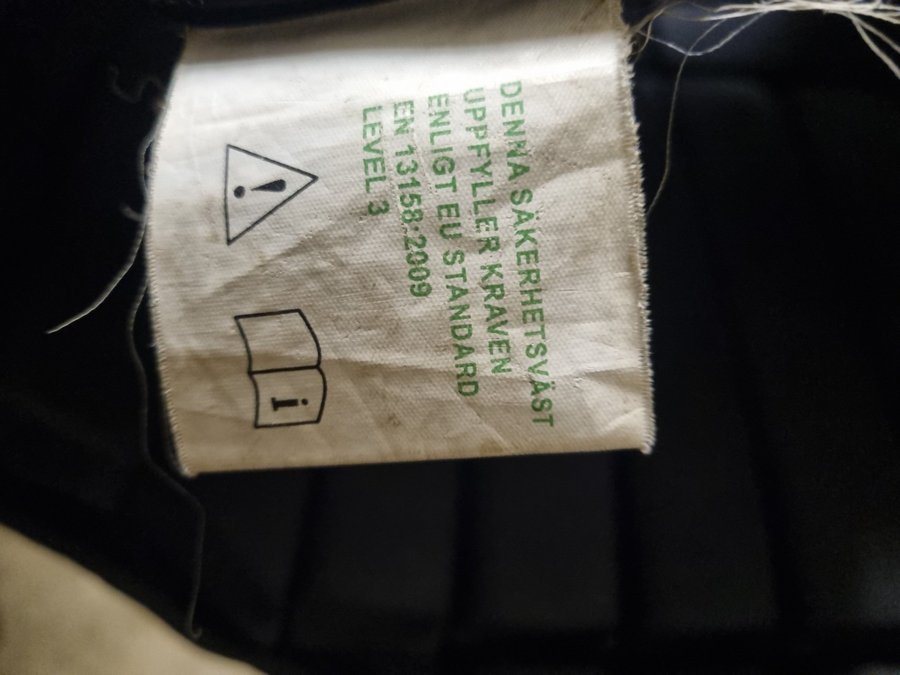 DENNA SÄKERHETSVÄST
UPPFYLLER KRAVEN
ENLIGT EU STANDARD
EN 13158:2009
LEVEL 3